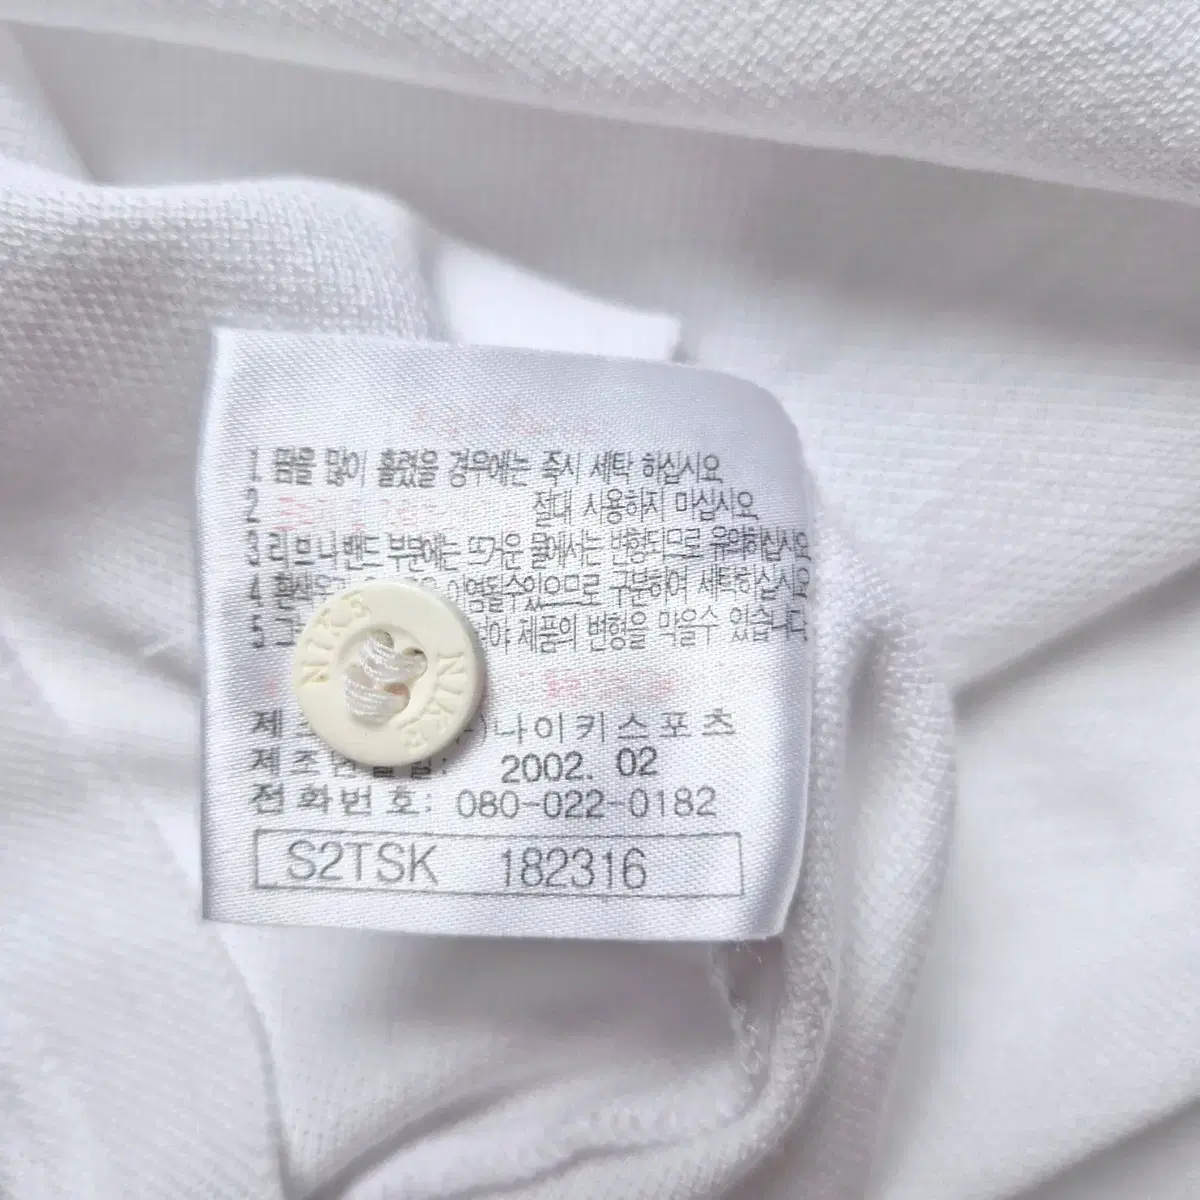 1 땀을 많이 흘렸을 경우에는 즉시 세탁 하십시오
2 절대 사용하지 마십시오
3 리브니밴드 부분에는 뜨거운 물에서는 변형되므로 유의하십시오
4 흰색 이염될수있으므로 구분하여 세탁하십시오
5 제품의 변형을 막을수 있습니다.
NIKE NIKE
나이키스포츠
2002. 02
전화번호: 080-022-0182
S2TSK 182316